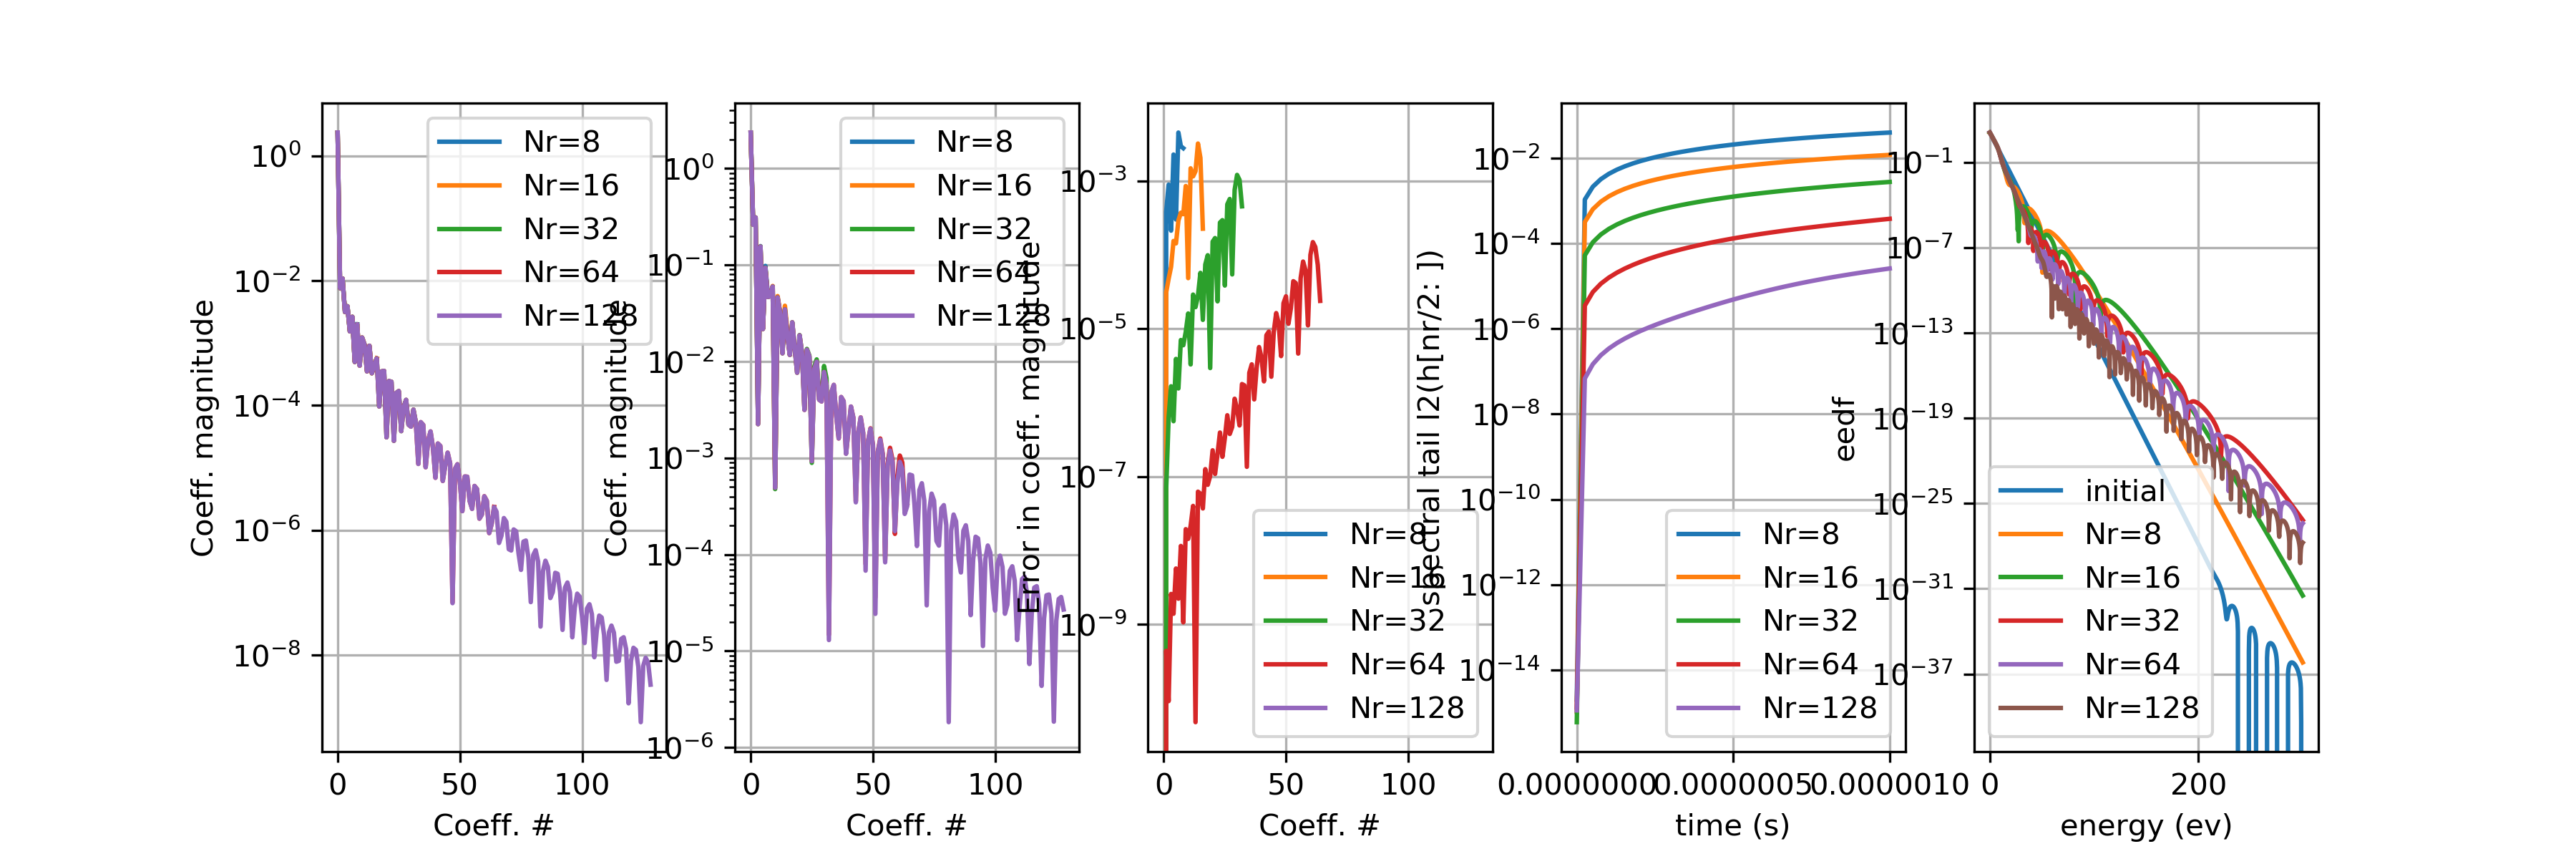 Coeff. magnitude
10^0
10^−2
10^−4
10^−6
10^−8
0 50 100
Coeff. #
Nr=8
Nr=16
Nr=32
Nr=64
Nr=128
Coeff. magnitude
10^0
10^−1
10^−2
10^−3
10^−4
10^−5
10^−6
0 50 100
Coeff. #
Nr=8
Nr=16
Nr=32
Nr=64
Nr=128
Error in coeff. magnitude
10^−3
10^−5
10^−7
10^−9
0 50 100
Coeff. #
Nr=8
Nr=16
Nr=32
Nr=64
Nr=128
spectral tail l2(h[nr/2: ])
10^−2
10^−4
10^−6
10^−8
10^−10
10^−12
10^−14
0.0000000 0.0000005 0.0000010
time (s)
Nr=8
Nr=16
Nr=32
Nr=64
Nr=128
eedf
10^−1
10^−7
10^−13
10^−19
10^−25
10^−31
10^−37
0 200
energy (ev)
initial
Nr=8
Nr=16
Nr=32
Nr=64
Nr=128